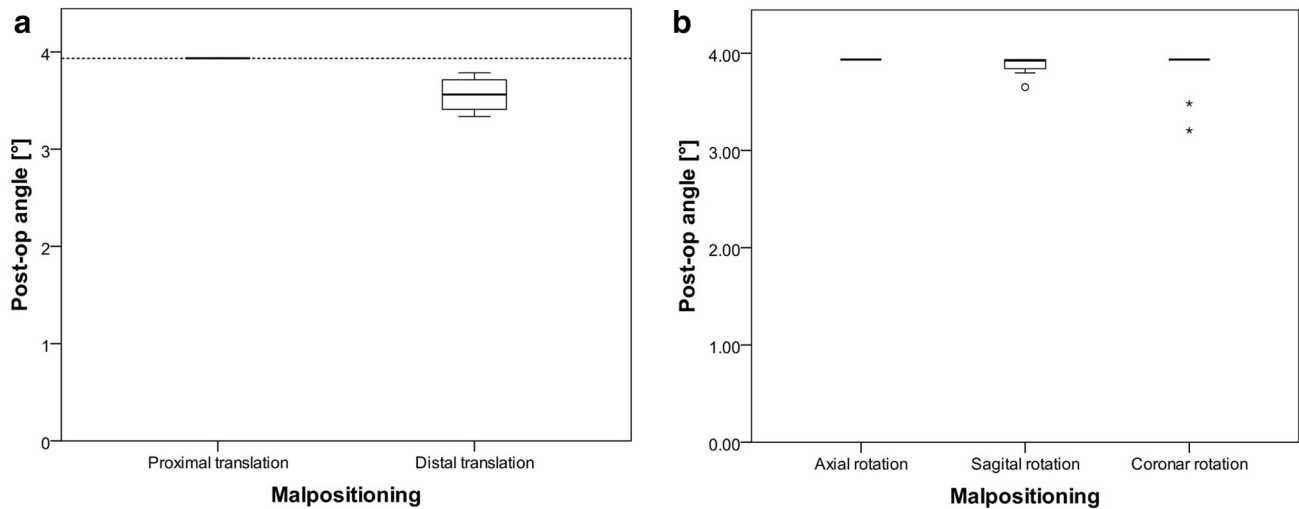 a
Post-op angle [°]
4
3
2
1
0
Proximal translation
Distal translation
Malpositioning
b
Post-op angle [°]
4.00
3.00
2.00
1.00
0.00
Axial rotation
Sagital rotation
Coronar rotation
Malpositioning